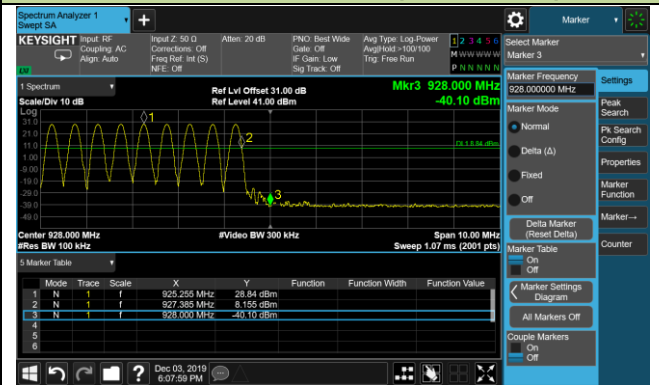 Spectrum Analyzer 1
Swept SA
+
Marker
KEYSIGHT
Input: RF
Coupling: AC
Align: Auto
Input Z: 50 Ω
Corrections: Off
Freq Ref: Int (S)
NFE: Off
Atten: 20 dB
PNO: Best Wide
Gate: Off
IF Gain: Low
Sig Track: Off
Avg Type: Log-Power
Avg|Hold:>100/100
Trig: Free Run
1 2 3 4 5 6
M W W W W W
P N N N N N
Select Marker
Marker 3
1 Spectrum
Scale/Div 10 dB
Ref Lvl Offset 31.00 dB
Ref Level 41.00 dBm
Mkr3 928.000 MHz
-40.10 dBm
Log
31.0
21.0
11.0
1.00
-9.00
-19.0
-29.0
-39.0
-49.0
1
2
3
DL1 8.84 dBm
Center 928.000 MHz
#Res BW 100 kHz
#Video BW 300 kHz
Span 10.00 MHz
Sweep 1.07 ms (2001 pts)
5 Marker Table
Mode Trace Scale X Y Function Function Width Function Value
1 N 1 f 925.255 MHz 28.84 dBm
2 N 1 f 927.385 MHz 8.155 dBm
3 N 1 f 928.000 MHz -40.10 dBm
4
5
6
Marker Frequency
928.000000 MHz
Marker Mode
Normal
Delta (Δ)
Fixed
Off
Delta Marker
(Reset Delta)
Marker Table
On
Off
Marker Settings
Diagram
All Markers Off
Couple Markers
On
Off
Settings
Peak
Search
Pk Search
Config
Properties
Marker
Function
Marker→
Counter
?
Dec 03, 2019
6:07:59 PM